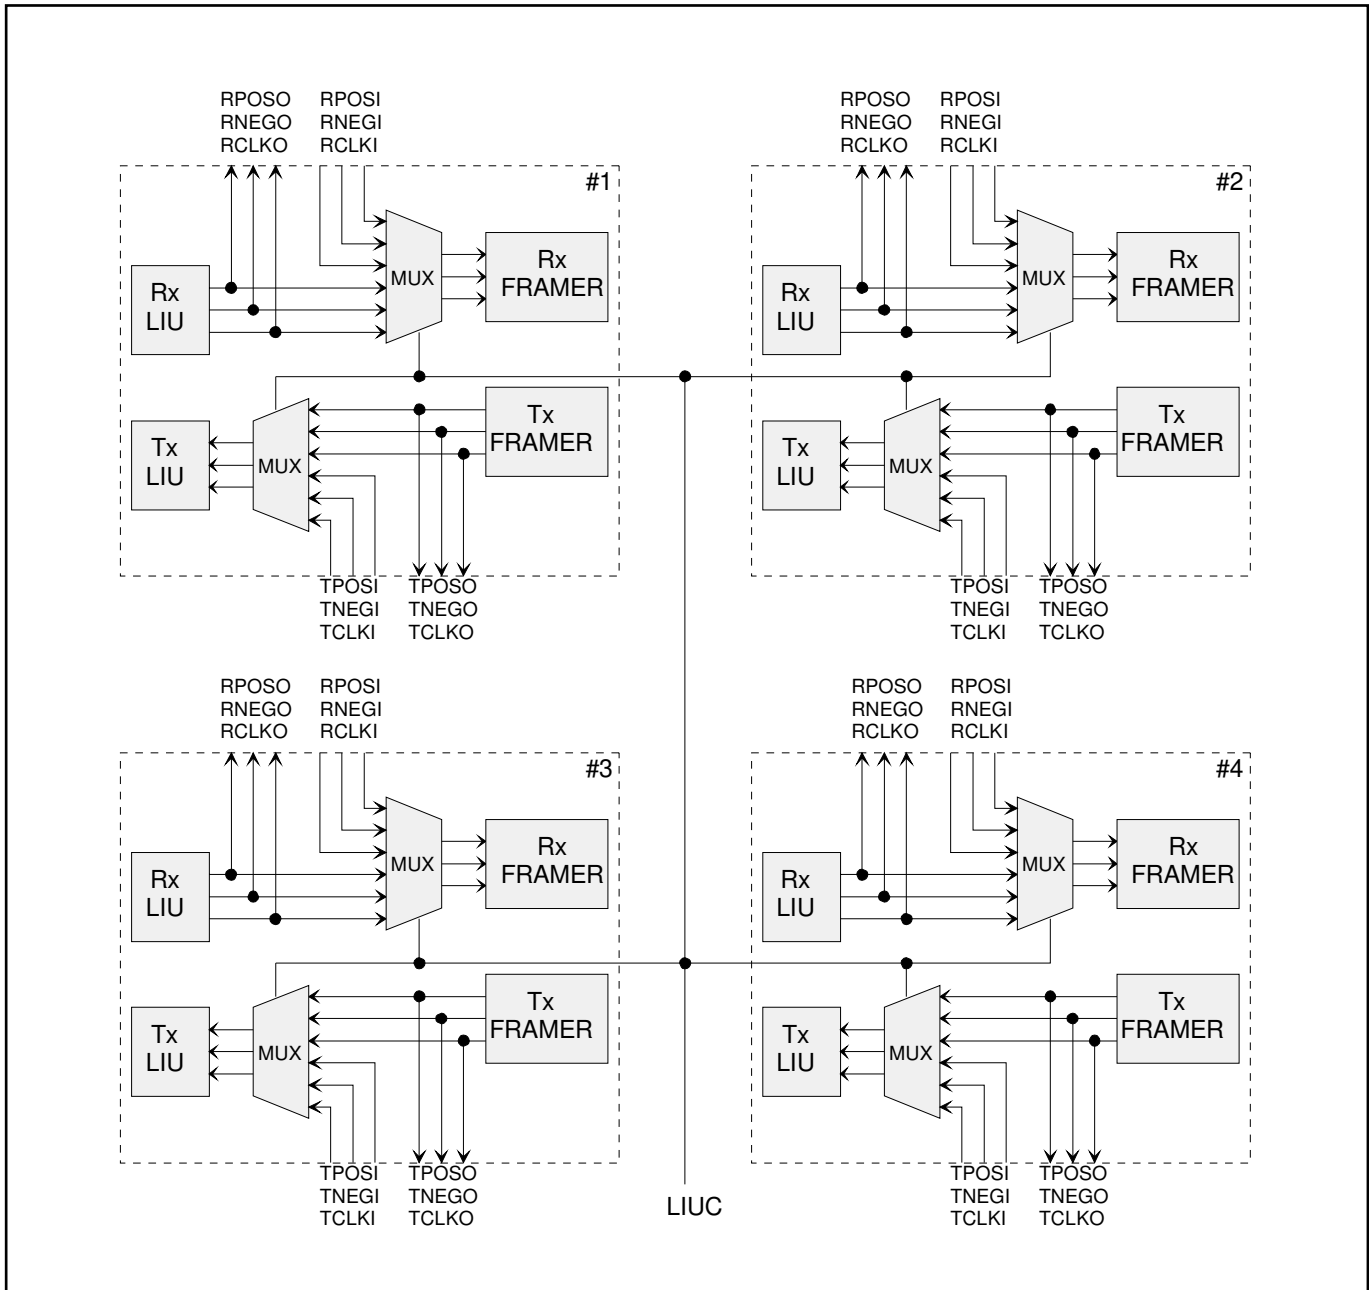 RPOSO RPOSI
RNEGO RNEGI
RCLKO RCLKI
#1
Rx
FRAMER
MUX
Rx
LIU
Tx
FRAMER
Tx
LIU
MUX
TPOSI TPOSO
TNEGI TNEGO
TCLKI TCLKO
RPOSO RPOSI
RNEGO RNEGI
RCLKO RCLKI
#2
Rx
FRAMER
MUX
Rx
LIU
Tx
FRAMER
Tx
LIU
MUX
TPOSI TPOSO
TNEGI TNEGO
TCLKI TCLKO
RPOSO RPOSI
RNEGO RNEGI
RCLKO RCLKI
#3
Rx
FRAMER
MUX
Rx
LIU
Tx
FRAMER
Tx
LIU
MUX
TPOSI TPOSO
TNEGI TNEGO
TCLKI TCLKO
RPOSO RPOSI
RNEGO RNEGI
RCLKO RCLKI
#4
Rx
FRAMER
MUX
Rx
LIU
Tx
FRAMER
Tx
LIU
MUX
TPOSI TPOSO
TNEGI TNEGO
TCLKI TCLKO
LIUC